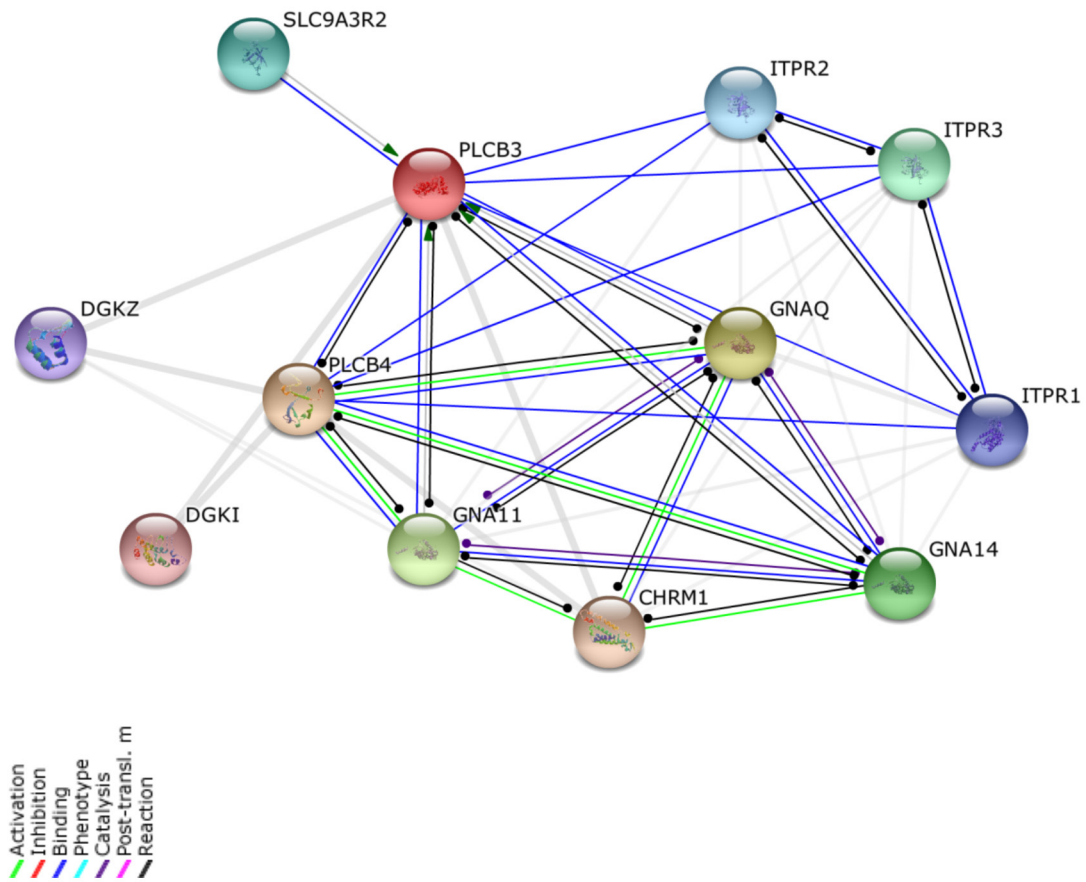 SLC9A3R2
ITPR2
ITPR3
PLCB3
DGKZ
GNAQ
PLCB4
ITPR1
DGKI
GNA11
GNA14
CHRM1
Activation
Inhibition
Binding
Phenotype
Catalysis
Post-transl. m
Reaction